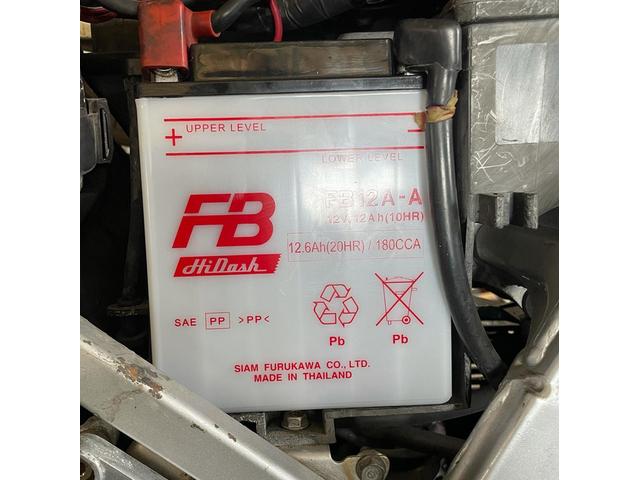 + UPPER LEVEL -
LOWER LEVEL
FB12A-A
12V, 12Ah(10HR)
FB
HiDash
12.6Ah(20HR) / 180CCA
SAE PP >PP<
Pb Pb
SIAM FURUKAWA CO., LTD.
MADE IN THAILAND